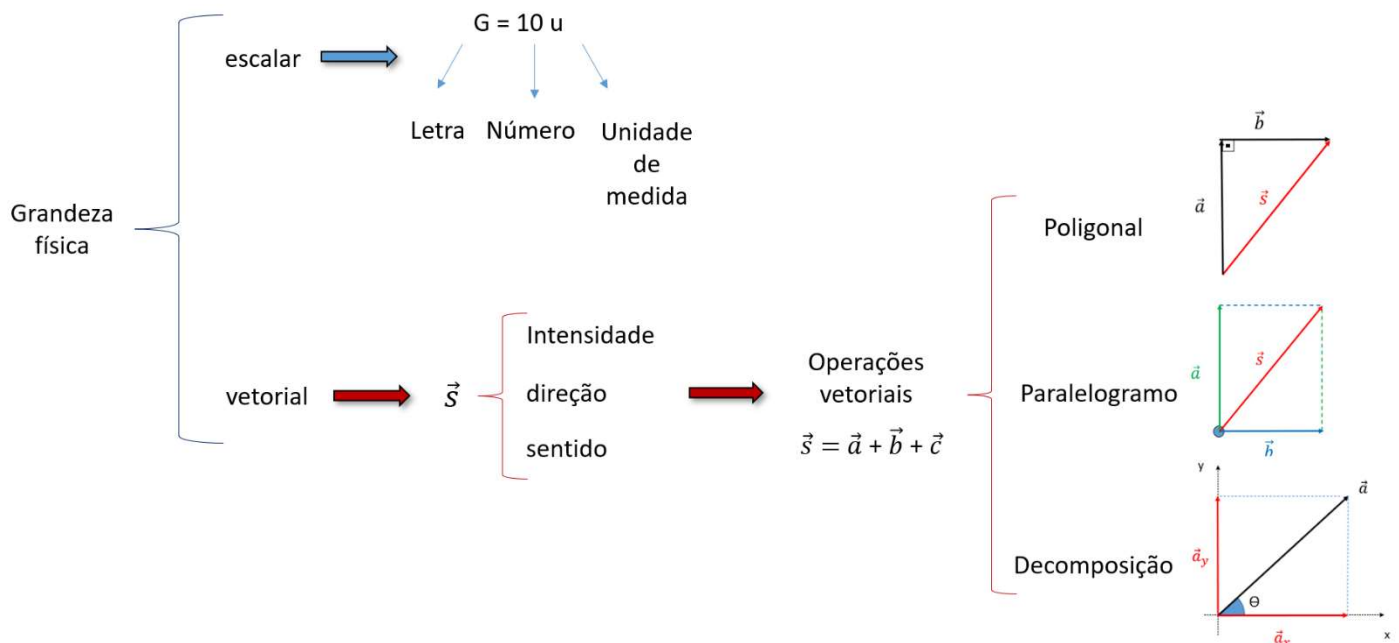 G = 10 u
escalar
Letra
Número
Unidade
de
medida
Grandeza
física
vetorial
s⃗
Intensidade
direção
sentido
Operações
vetoriais
s⃗ = a⃗ + b⃗ + c⃗
Poligonal
b⃗
a⃗
s⃗
Paralelogramo
a⃗
s⃗
b⃗
Decomposição
y
a⃗
a⃗y
Θ
a⃗x
x